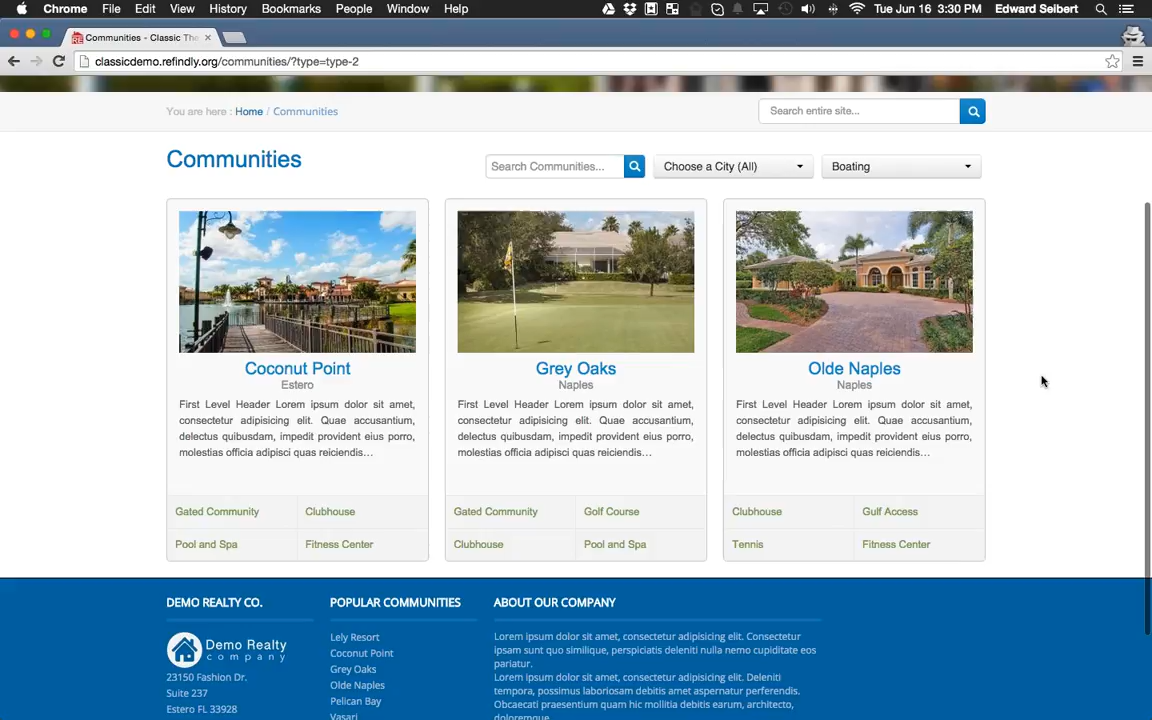 Chrome File Edit View History Bookmarks People Window Help Tue Jun 16 3:30 PM Edward Seibert
Communities - Classic The
classicdemo.refindly.org/communities/?type=type-2
You are here : Home / Communities
Search entire site...
Communities
Search Communities...
Choose a City (All)
Boating
Coconut Point
Estero
First Level Header Lorem ipsum dolor sit amet,
consectetur adipisicing elit. Quae accusantium,
delectus quibusdam, impedit provident eius porro,
molestias officia adipisci quas reiciendis…
Gated Community Clubhouse
Pool and Spa Fitness Center
Grey Oaks
Naples
First Level Header Lorem ipsum dolor sit amet,
consectetur adipisicing elit. Quae accusantium,
delectus quibusdam, impedit provident eius porro,
molestias officia adipisci quas reiciendis…
Gated Community Golf Course
Clubhouse Pool and Spa
Olde Naples
Naples
First Level Header Lorem ipsum dolor sit amet,
consectetur adipisicing elit. Quae accusantium,
delectus quibusdam, impedit provident eius porro,
molestias officia adipisci quas reiciendis…
Clubhouse Gulf Access
Tennis Fitness Center
DEMO REALTY CO.
Demo Realty
company
23150 Fashion Dr.
Suite 237
Estero FL 33928
POPULAR COMMUNITIES
Lely Resort
Coconut Point
Grey Oaks
Olde Naples
Pelican Bay
Vasari
ABOUT OUR COMPANY
Lorem ipsum dolor sit amet, consectetur adipisicing elit. Consectetur
ipsam sunt quo similique, perspiciatis deleniti nulla nemo cupiditate eos
pariatur.
Lorem ipsum dolor sit amet, consectetur adipisicing elit. Deleniti
tempora, possimus laboriosam debitis amet aspernatur perferendis.
Obcaecati praesentium quam hic mollitia debitis earum, architecto,
doloremque